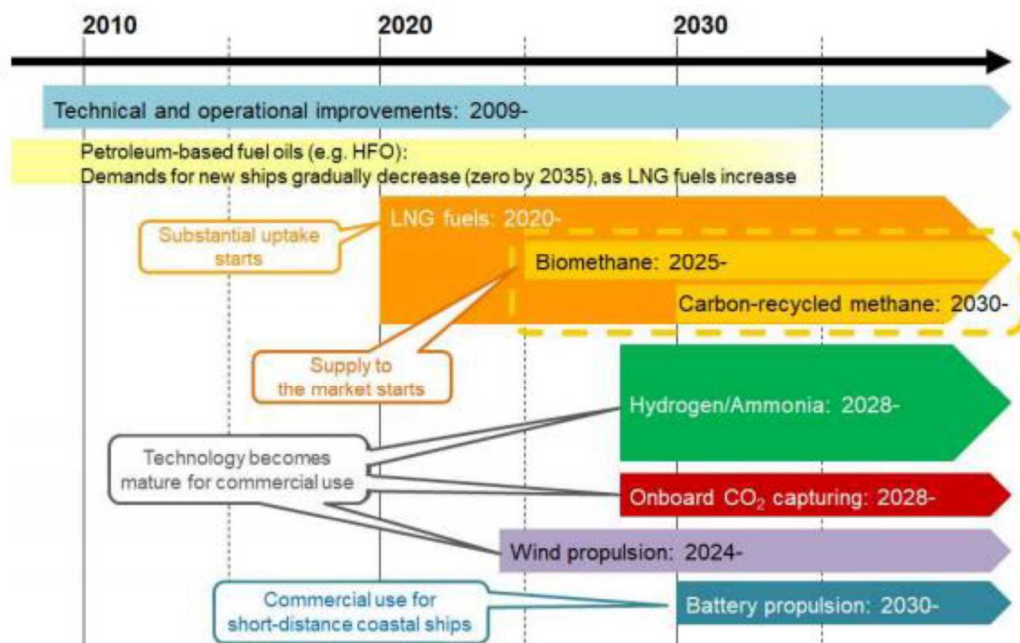 2010 2020 2030
Technical and operational improvements: 2009-
Petroleum-based fuel oils (e.g. HFO):
Demands for new ships gradually decrease (zero by 2035), as LNG fuels increase
LNG fuels: 2020-
Substantial uptake
starts
Biomethane: 2025-
Carbon-recycled methane: 2030-
Supply to
the market starts
Hydrogen/Ammonia: 2028-
Technology becomes
mature for commercial use
Onboard CO₂ capturing: 2028-
Wind propulsion: 2024-
Commercial use for
short-distance coastal ships
Battery propulsion: 2030-